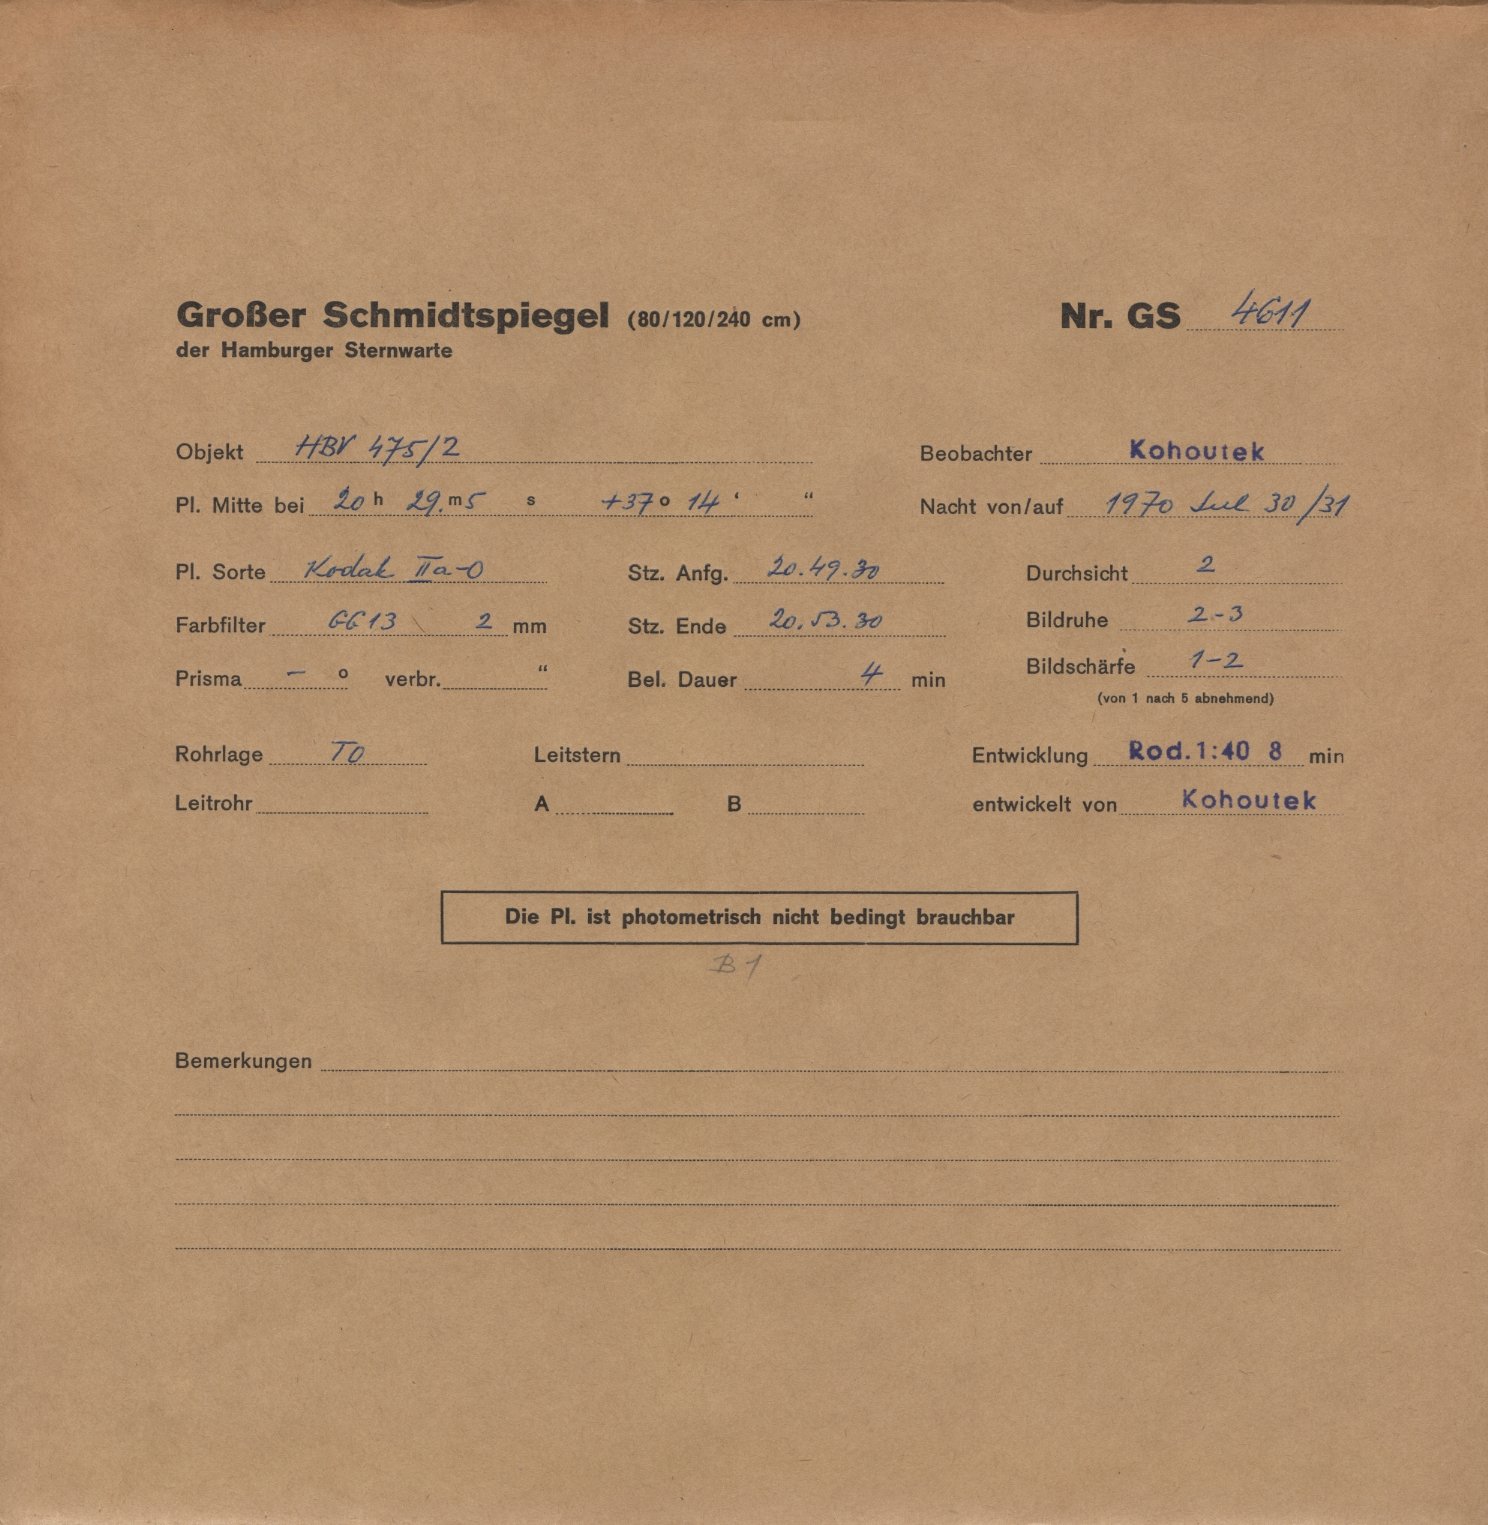 Großer Schmidtspiegel (80/120/240 cm) Nr. GS 4611
der Hamburger Sternwarte
Objekt HBV 475/2 Beobachter Kohoutek
Pl. Mitte bei 20 h 29. m 5 s +37 o 14 ‘ “ Nacht von/auf 1970 Jul 30/31
Pl. Sorte Kodak IIa-O Stz. Anfg. 20.49.30 Durchsicht 2
Farbfilter GG13 2 mm Stz. Ende 20.53.30 Bildruhe 2-3
Prisma – o verbr. “ Bel. Dauer 4 min Bildschärfe 1-2
(von 1 nach 5 abnehmend)
Rohrlage TO Leitstern Entwicklung Rod. 1:40 8 min
Leitrohr A B entwickelt von Kohoutek
Die Pl. ist photometrisch nicht bedingt brauchbar
B1
Bemerkungen